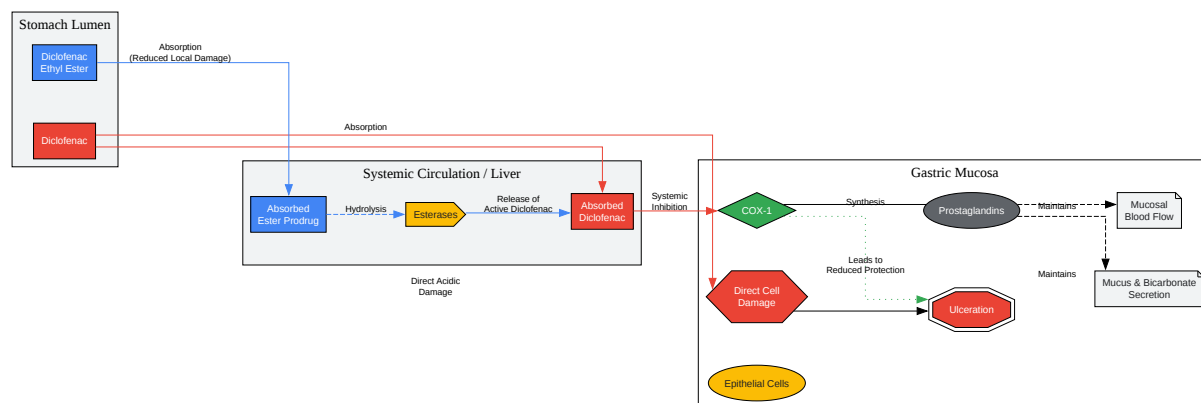 Stomach Lumen
Diclofenac
Ethyl Ester
Absorption
(Reduced Local Damage)
Diclofenac
Absorption
Systemic Circulation / Liver
Absorbed
Ester Prodrug
Hydrolysis
Esterases
Release of
Active Diclofenac
Absorbed
Diclofenac
Systemic
Inhibition
Direct Acidic
Damage
Gastric Mucosa
COX-1
Synthesis
Prostaglandins
Maintains
Mucosal
Blood Flow
Leads to
Reduced Protection
Maintains
Mucus & Bicarbonate
Secretion
Direct Cell
Damage
Ulceration
Epithelial Cells